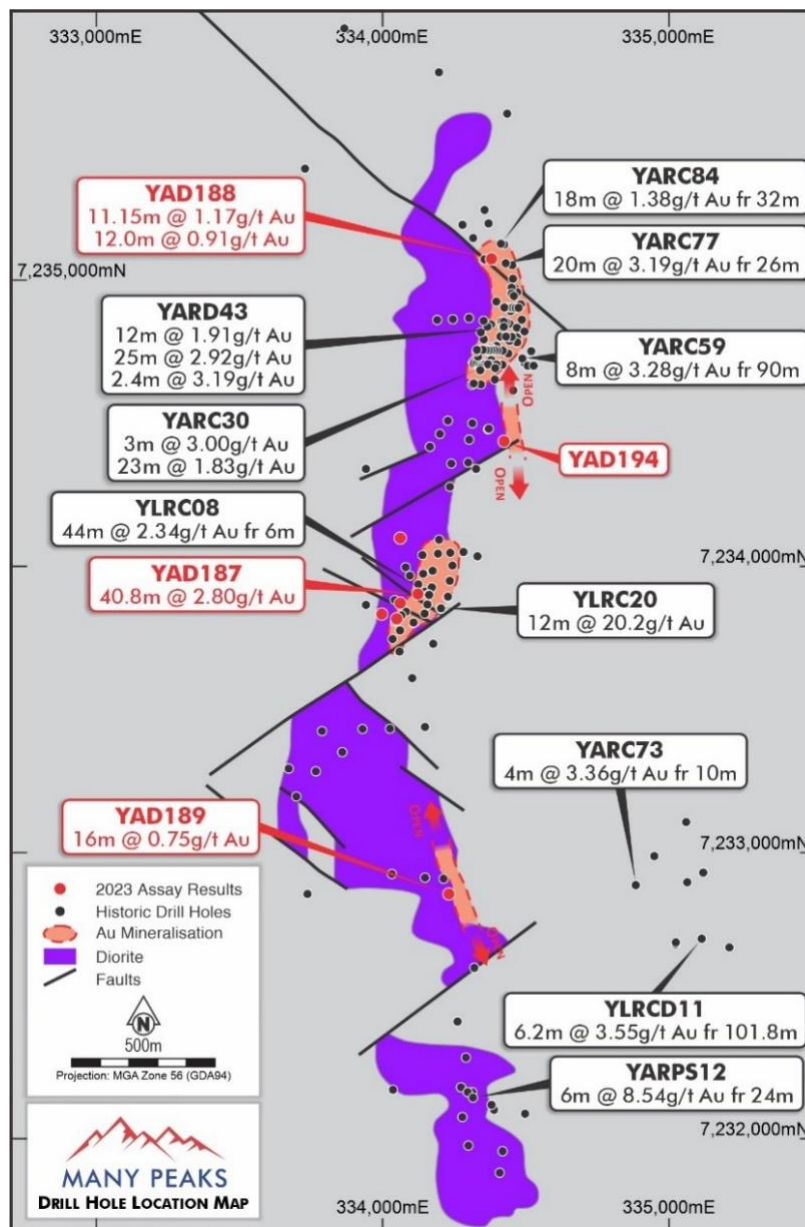 333,000mE
334,000mE
335,000mE
YARC84
18m @ 1.38g/t Au fr 32m
YAD188
11.15m @ 1.17g/t Au
12.0m @ 0.91g/t Au
YARC77
20m @ 3.19g/t Au fr 26m
7,235,000mN
YARD43
12m @ 1.91g/t Au
25m @ 2.92g/t Au
2.4m @ 3.19g/t Au
YARC59
8m @ 3.28g/t Au fr 90m
OPEN
YARC30
3m @ 3.00g/t Au
23m @ 1.83g/t Au
YAD194
OPEN
YLRC08
44m @ 2.34g/t Au fr 6m
7,234,000mN
YAD187
40.8m @ 2.80g/t Au
YLRC20
12m @ 20.2g/t Au
YARC73
4m @ 3.36g/t Au fr 10m
YAD189
16m @ 0.75g/t Au
OPEN
7,233,000mN
OPEN
2023 Assay Results
Historic Drill Holes
Au Mineralisation
Diorite
Faults
N
500m
Projection: MGA Zone 56 (GDA94)
YLRCD11
6.2m @ 3.55g/t Au fr 101.8m
YARPS12
6m @ 8.54g/t Au fr 24m
7,232,000mN
MANY PEAKS
DRILL HOLE LOCATION MAP
334,000mE
335,000mE